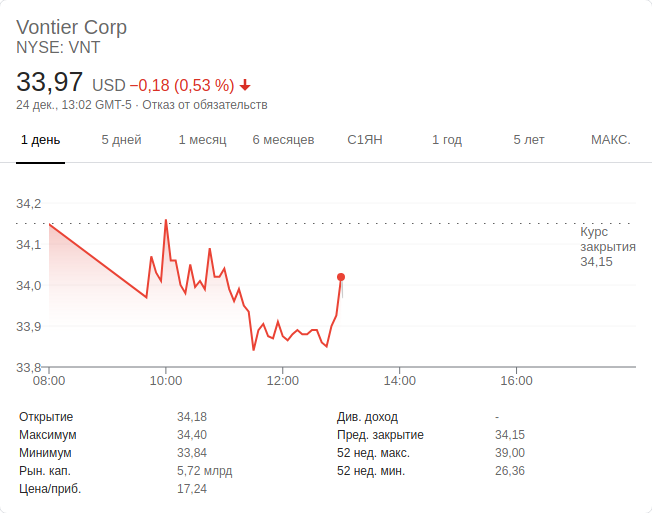 Vontier Corp
NYSE: VNT
33,97 USD −0,18 (0,53 %)
24 дек., 13:02 GMT-5 · Отказ от обязательств
1 день 5 дней 1 месяц 6 месяцев С1ЯН 1 год 5 лет МАКС.
34,2
Курс
закрытия
34,15
34,1
34,0
33,9
33,8
08:00 10:00 12:00 14:00 16:00
Открытие 34,18 Див. доход -
Максимум 34,40 Пред. закрытие 34,15
Минимум 33,84 52 нед. макс. 39,00
Рын. кап. 5,72 млрд 52 нед. мин. 26,36
Цена/приб. 17,24